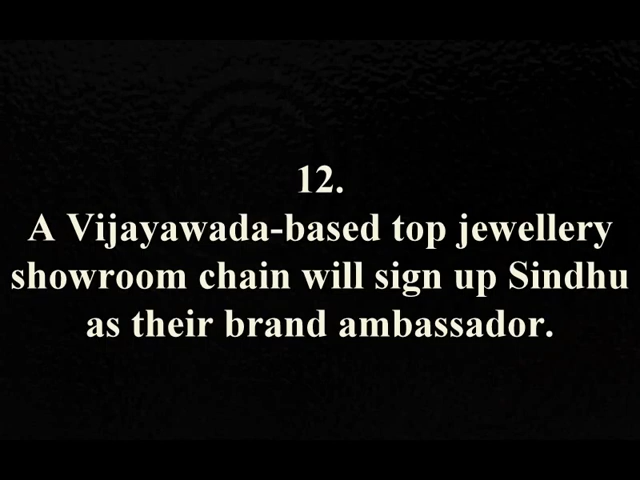 12.
A Vijayawada-based top jewellery
showroom chain will sign up Sindhu
as their brand ambassador.